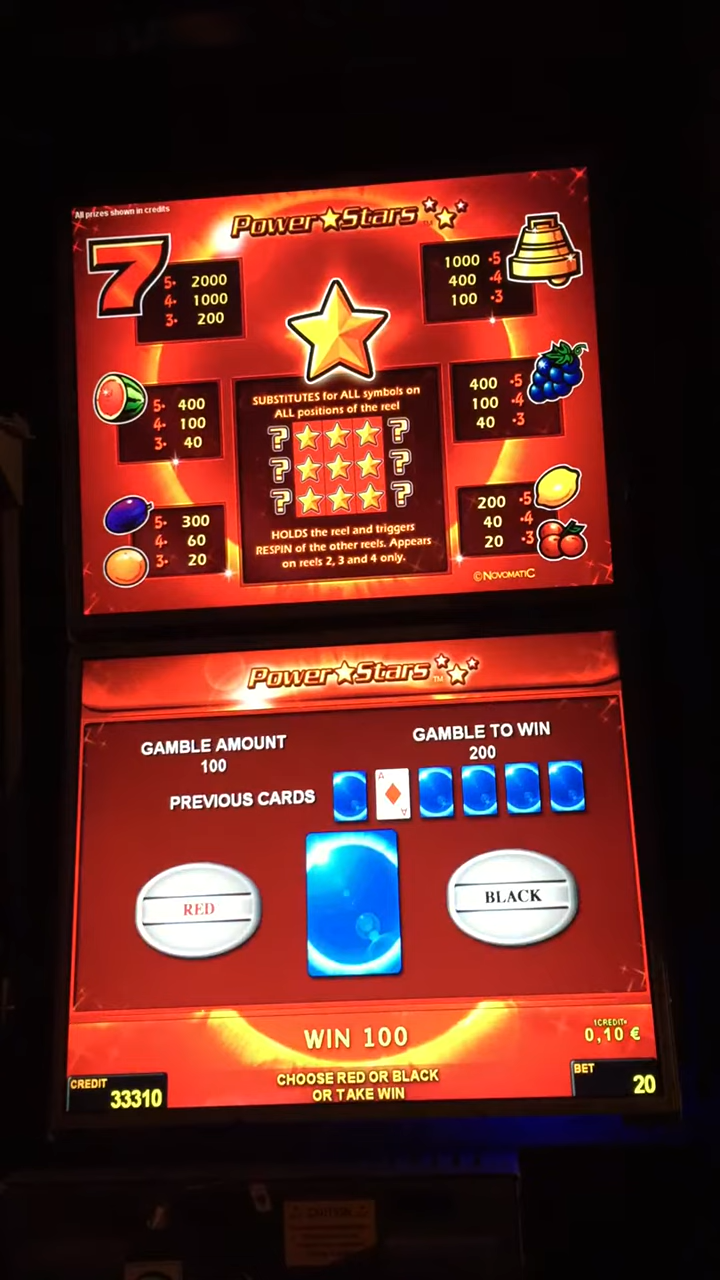 All prizes shown in credits
Power Stars™
5· 2000
4· 1000
3· 200
1000 ·5
400 ·4
100 ·3
5· 400
4· 100
3· 40
400 ·5
100 ·4
40 ·3
5· 300
4· 60
3· 20
200 ·5
40 ·4
20 ·3
SUBSTITUTES for ALL symbols on
ALL positions of the reel
? ?
? ?
? ?
HOLDS the reel and triggers
RESPIN of the other reels. Appears
on reels 2, 3 and 4 only.
©NOVOMATIC
Power Stars™
GAMBLE AMOUNT
100
GAMBLE TO WIN
200
PREVIOUS CARDS
A
A
RED
BLACK
WIN 100
1CREDIT=
0,10 €
CREDIT
33310
CHOOSE RED OR BLACK
OR TAKE WIN
BET
20
CAUTION